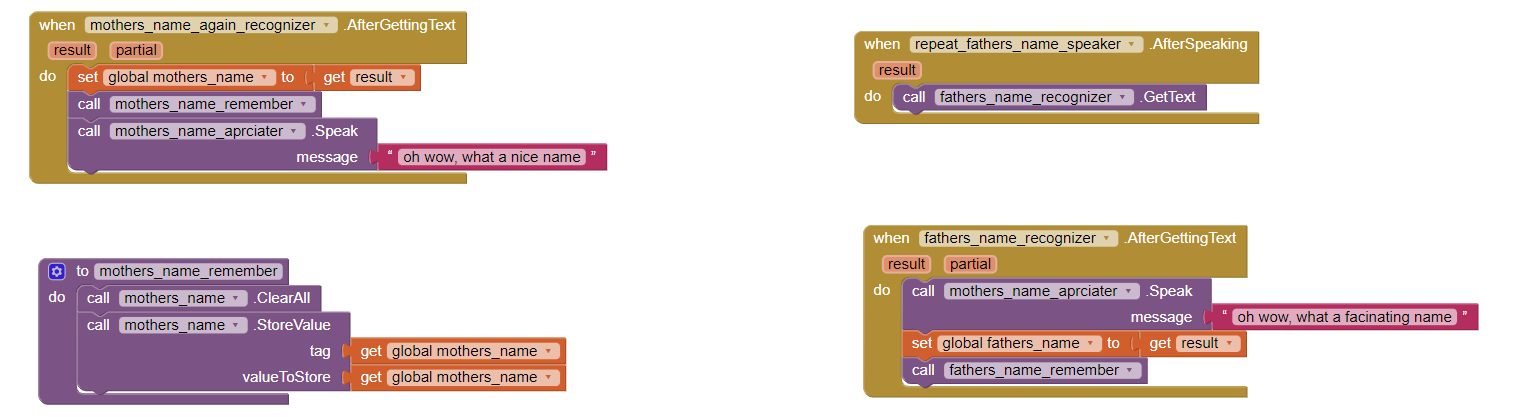 when mothers_name_again_recognizer .AfterGettingText
result partial
do set global mothers_name to get result
call mothers_name_remember
call mothers_name_aprciater .Speak
message “ oh wow, what a nice name ”
to mothers_name_remember
do call mothers_name .ClearAll
call mothers_name .StoreValue
tag get global mothers_name
valueToStore get global mothers_name
when repeat_fathers_name_speaker .AfterSpeaking
result
do call fathers_name_recognizer .GetText
when fathers_name_recognizer .AfterGettingText
result partial
do call mothers_name_aprciater .Speak
message “ oh wow, what a facinating name ”
set global fathers_name to get result
call fathers_name_remember